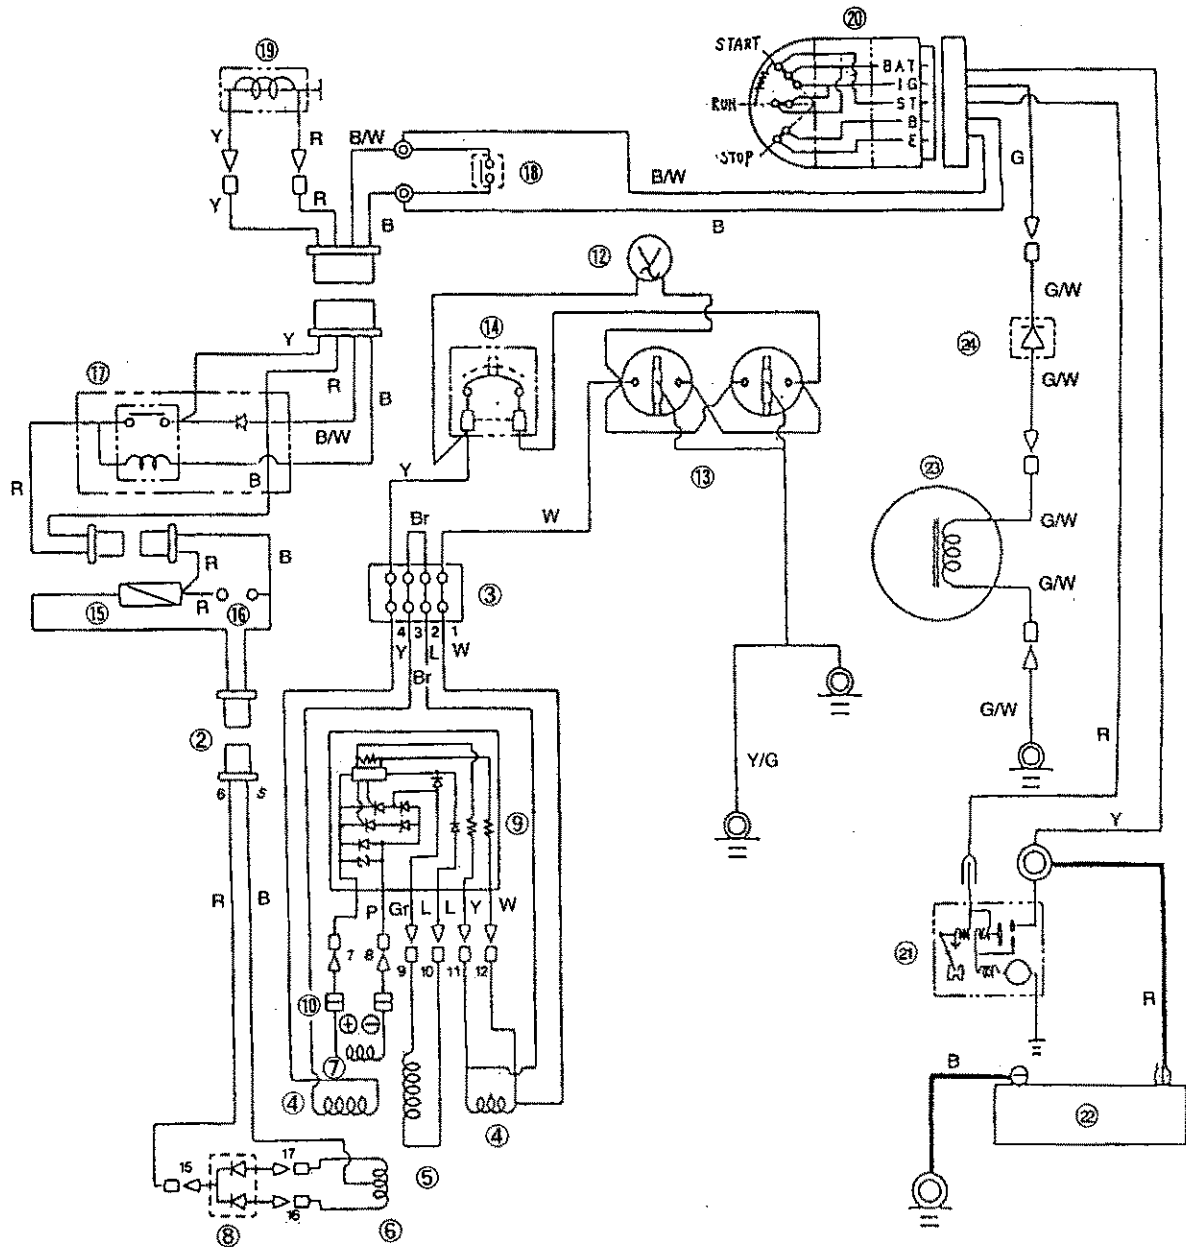 ⑳
START
BAT
IG
ST
B
E
RUN
STOP
⑲
Y
R
Y
R
B/W
B
⑱
B/W
B
G
G/W
㉔
G/W
⑫
V
⑭
Y
R
B
⑰
B/W
B
R
R
B
⑮
R
⑯
Y
Br
W
③
4
3
2
1
Y
L
W
Br
⑬
㉓
G/W
G/W
G/W
Y/G
R
Y
②
6
5
R
B
⑨
P
Gr
L
L
Y
W
7
8
9
10
11
12
⑩
⊕
⊖
⑦
④
④
⑤
㉑
R
B
㉒
15
17
16
⑧
⑥